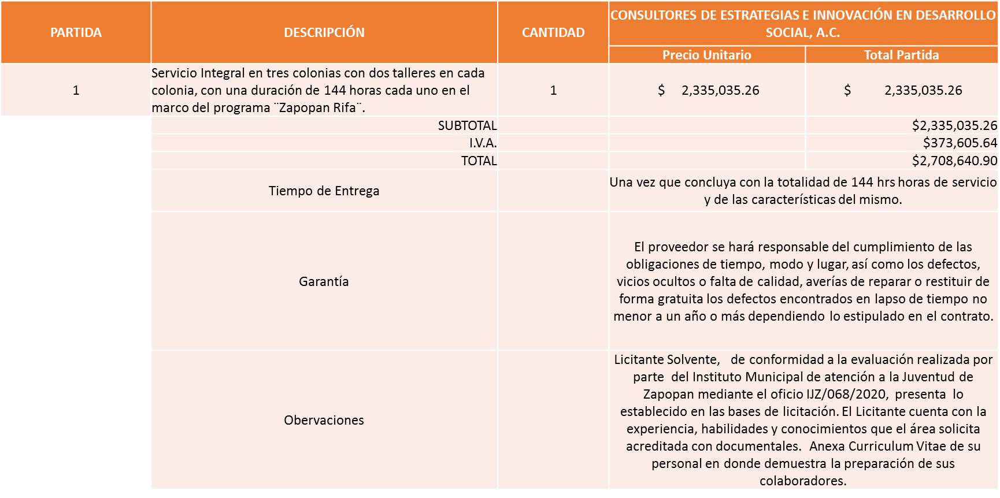 PARTIDA
DESCRIPCIÓN
CANTIDAD
CONSULTORES DE ESTRATEGIAS E INNOVACIÓN EN DESARROLLO
SOCIAL, A.C.
Precio Unitario
Total Partida
1
Servicio Integral en tres colonias con dos talleres en cada
colonia, con una duración de 144 horas cada uno en el
marco del programa ¨Zapopan Rifa¨.
1
$ 2,335,035.26
$ 2,335,035.26
SUBTOTAL
$2,335,035.26
I.V.A.
$373,605.64
TOTAL
$2,708,640.90
Tiempo de Entrega
Una vez que concluya con la totalidad de 144 hrs horas de servicio
y de las características del mismo.
Garantía
El proveedor se hará responsable del cumplimiento de las
obligaciones de tiempo, modo y lugar, así como los defectos,
vicios ocultos o falta de calidad, averías de reparar o restituir de
forma gratuita los defectos encontrados en lapso de tiempo no
menor a un año o más dependiendo lo estipulado en el contrato.
Obervaciones
Licitante Solvente, de conformidad a la evaluación realizada por
parte del Instituto Municipal de atención a la Juventud de
Zapopan mediante el oficio IJZ/068/2020, presenta lo
establecido en las bases de licitación. El Licitante cuenta con la
experiencia, habilidades y conocimientos que el área solicita
acreditada con documentales. Anexa Curriculum Vitae de su
personal en donde demuestra la preparación de sus
colaboradores.